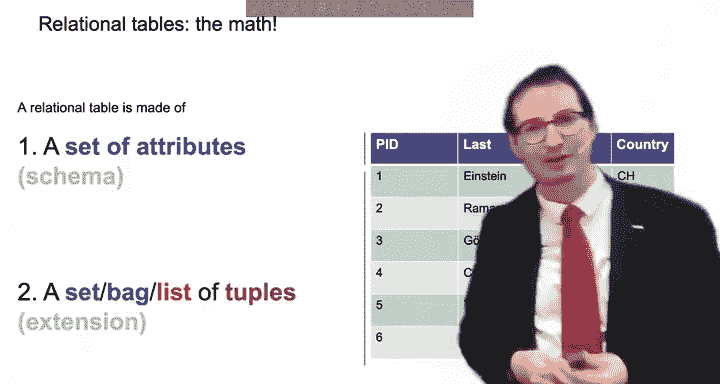 Relational tables: the math!
A relational table is made of
1. A set of attributes
(schema)
2. A set/bag/list of tuples
(extension)
PID Last Country
1 Einstein CH
2
3
4
5
6